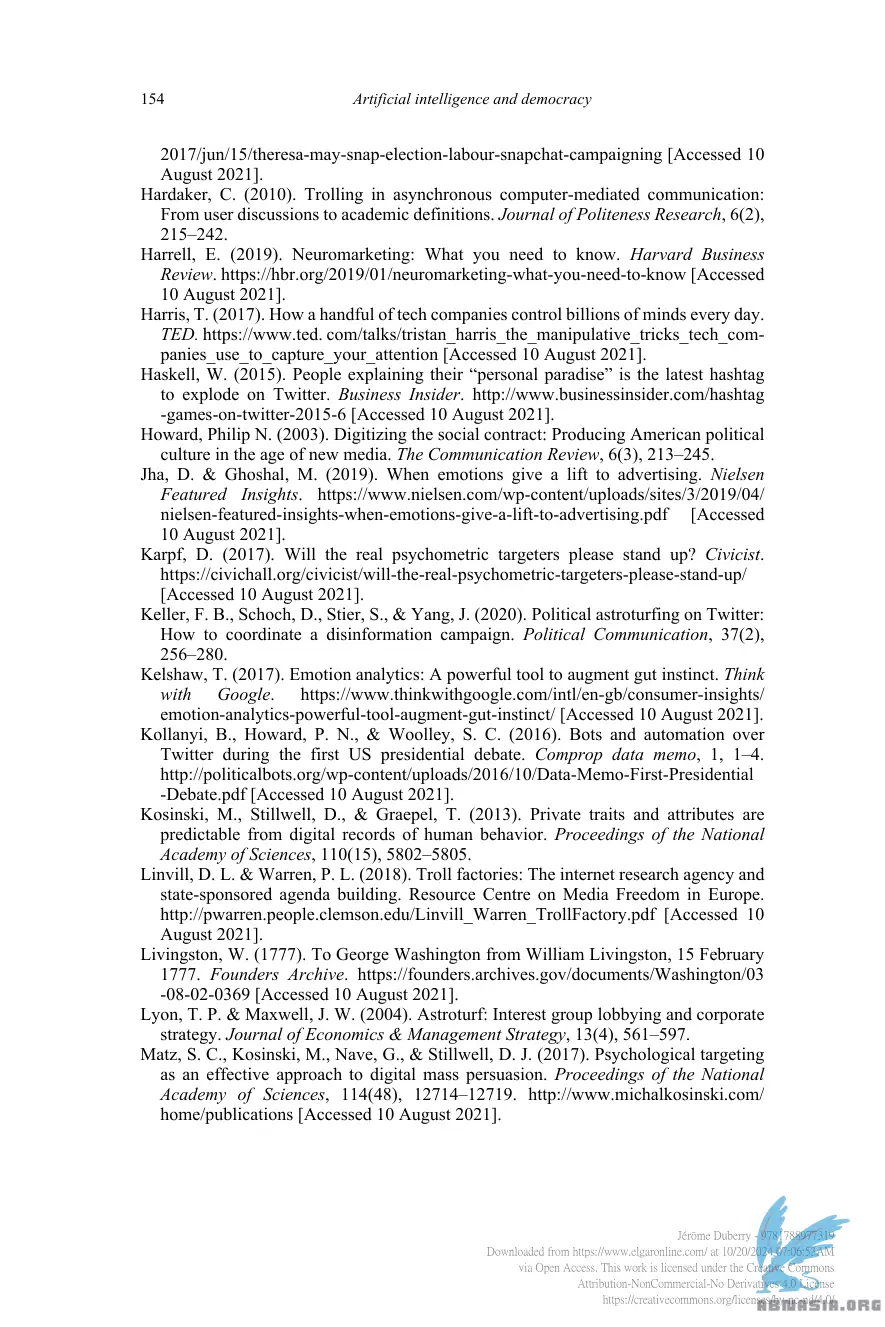 154 Artificial intelligence and democracy
2017/jun/15/theresa-may-snap-election-labour-snapchat-campaigning [Accessed 10
August 2021].
Hardaker, C. (2010). Trolling in asynchronous computer-mediated communication:
From user discussions to academic definitions. Journal of Politeness Research, 6(2),
215–242.
Harrell, E. (2019). Neuromarketing: What you need to know. Harvard Business
Review. https://hbr.org/2019/01/neuromarketing-what-you-need-to-know [Accessed
10 August 2021].
Harris, T. (2017). How a handful of tech companies control billions of minds every day.
TED. https://www.ted. com/talks/tristan_harris_the_manipulative_tricks_tech_com-
panies_use_to_capture_your_attention [Accessed 10 August 2021].
Haskell, W. (2015). People explaining their “personal paradise” is the latest hashtag
to explode on Twitter. Business Insider. http://www.businessinsider.com/hashtag
-games-on-twitter-2015-6 [Accessed 10 August 2021].
Howard, Philip N. (2003). Digitizing the social contract: Producing American political
culture in the age of new media. The Communication Review, 6(3), 213–245.
Jha, D. & Ghoshal, M. (2019). When emotions give a lift to advertising. Nielsen
Featured Insights. https://www.nielsen.com/wp-content/uploads/sites/3/2019/04/
nielsen-featured-insights-when-emotions-give-a-lift-to-advertising.pdf [Accessed
10 August 2021].
Karpf, D. (2017). Will the real psychometric targeters please stand up? Civicist.
https://civichall.org/civicist/will-the-real-psychometric-targeters-please-stand-up/
[Accessed 10 August 2021].
Keller, F. B., Schoch, D., Stier, S., & Yang, J. (2020). Political astroturfing on Twitter:
How to coordinate a disinformation campaign. Political Communication, 37(2),
256–280.
Kelshaw, T. (2017). Emotion analytics: A powerful tool to augment gut instinct. Think
with Google. https://www.thinkwithgoogle.com/intl/en-gb/consumer-insights/
emotion-analytics-powerful-tool-augment-gut-instinct/ [Accessed 10 August 2021].
Kollanyi, B., Howard, P. N., & Woolley, S. C. (2016). Bots and automation over
Twitter during the first US presidential debate. Comprop data memo, 1, 1–4.
http://politicalbots.org/wp-content/uploads/2016/10/Data-Memo-First-Presidential
-Debate.pdf [Accessed 10 August 2021].
Kosinski, M., Stillwell, D., & Graepel, T. (2013). Private traits and attributes are
predictable from digital records of human behavior. Proceedings of the National
Academy of Sciences, 110(15), 5802–5805.
Linvill, D. L. & Warren, P. L. (2018). Troll factories: The internet research agency and
state-sponsored agenda building. Resource Centre on Media Freedom in Europe.
http://pwarren.people.clemson.edu/Linvill_Warren_TrollFactory.pdf [Accessed 10
August 2021].
Livingston, W. (1777). To George Washington from William Livingston, 15 February
1777. Founders Archive. https://founders.archives.gov/documents/Washington/03
-08-02-0369 [Accessed 10 August 2021].
Lyon, T. P. & Maxwell, J. W. (2004). Astroturf: Interest group lobbying and corporate
strategy. Journal of Economics & Management Strategy, 13(4), 561–597.
Matz, S. C., Kosinski, M., Nave, G., & Stillwell, D. J. (2017). Psychological targeting
as an effective approach to digital mass persuasion. Proceedings of the National
Academy of Sciences, 114(48), 12714–12719. http://www.michalkosinski.com/
home/publications [Accessed 10 August 2021].
Jérôme Duberry - 9781788977319
Downloaded from https://www.elgaronline.com/ at 10/20/2024 07:06:52AM
via Open Access. This work is licensed under the Creative Commons
Attribution-NonCommercial-No Derivatives 4.0 License
https://creativecommons.org/licenses/by-nc-nd/4.0/
ABNASIA.ORG